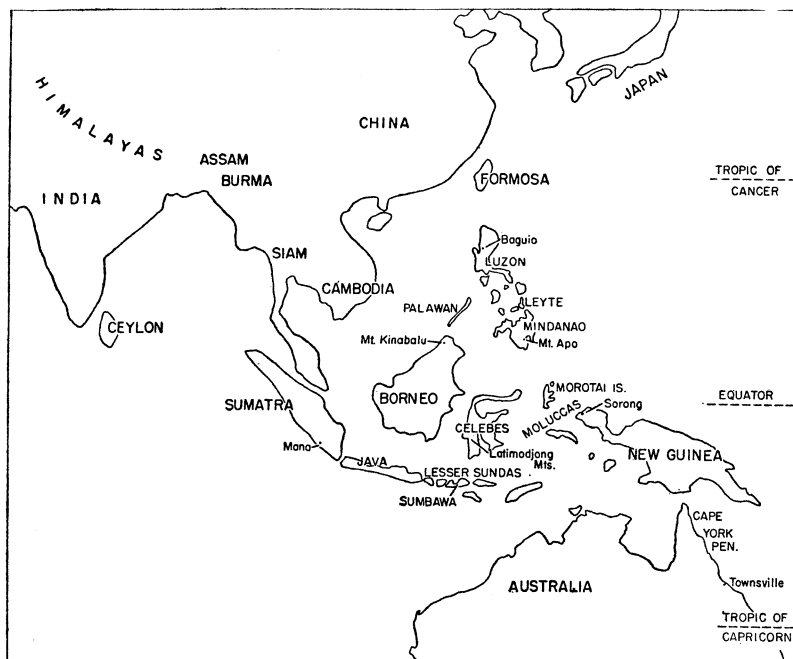 JAPAN
CHINA
HIMALAYAS
ASSAM
BURMA
FORMOSA
TROPIC OF
CANCER
INDIA
Baguio
SIAM
LUZON
CAMBODIA
PALAWAN
LEYTE
CEYLON
MINDANAO
Mt. Kinabalu
Mt. Apo
MOROTAI IS.
EQUATOR
SUMATRA
BORNEO
MOLUCCAS
Sorong
CELEBES
Mana
Latimodjong
Mts.
NEW GUINEA
JAVA
LESSER SUNDAS
SUMBAWA
CAPE
YORK
PEN.
AUSTRALIA
Townsville
TROPIC OF
CAPRICORN